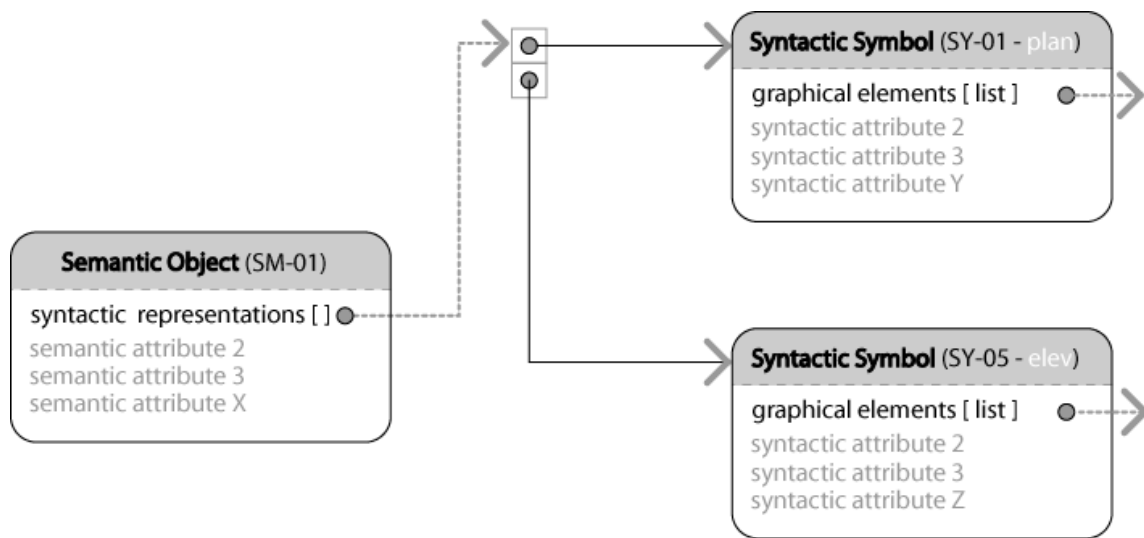 Syntactic Symbol (SY-01 - plan)
graphical elements [ list ]
syntactic attribute 2
syntactic attribute 3
syntactic attribute Y
Semantic Object (SM-01)
syntactic representations [ ]
semantic attribute 2
semantic attribute 3
semantic attribute X
Syntactic Symbol (SY-05 - elev)
graphical elements [ list ]
syntactic attribute 2
syntactic attribute 3
syntactic attribute Z